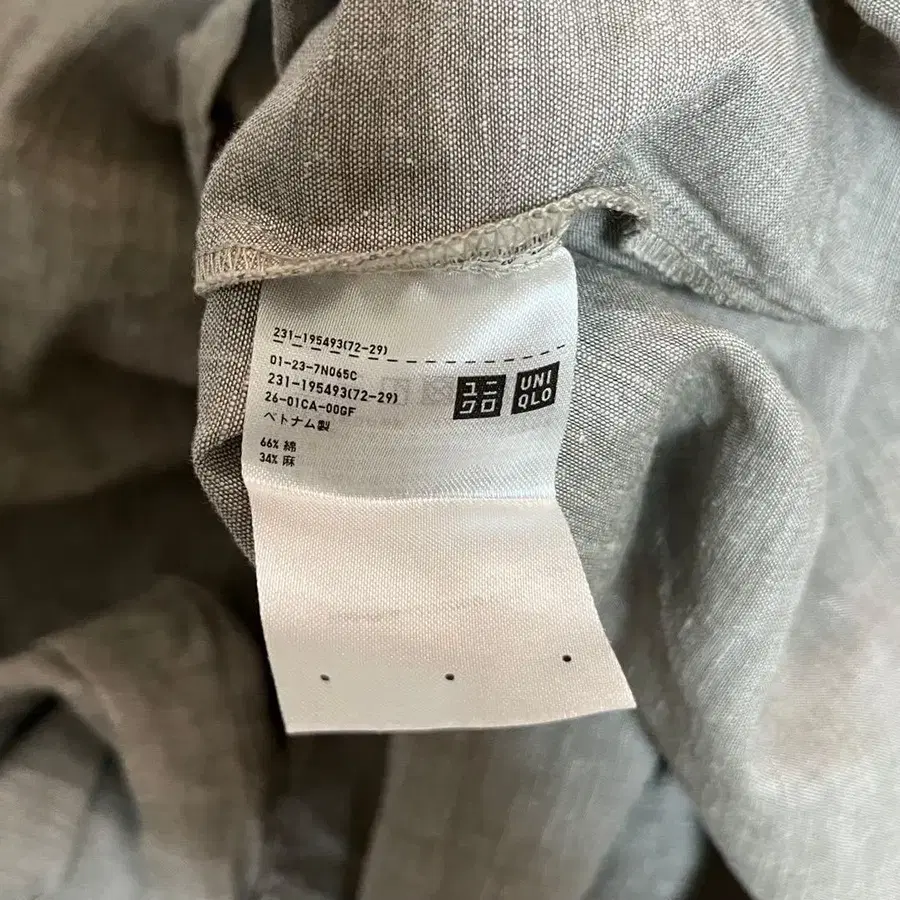 231-195493(72-29)
01-23-7N065C
231-195493(72-29)
26-01CA-00GF
ベトナム製
66% 綿
34% 麻
ユニ
クロ
UNI
QLO